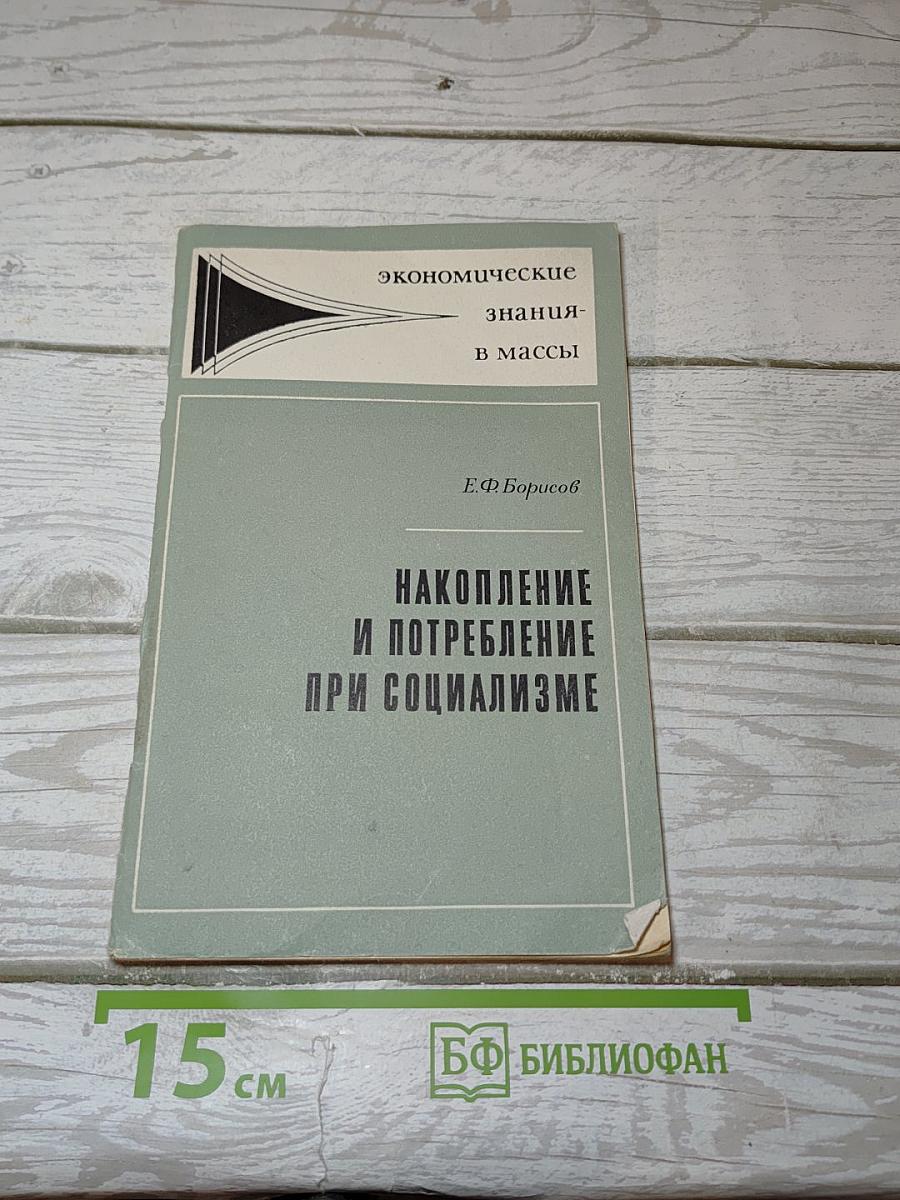 экономические
знания-
в массы
Е.Ф.Борисов
НАКОПЛЕНИЕ
И ПОТРЕБЛЕНИЕ
ПРИ СОЦИАЛИЗМЕ
15 см
БФ БИБЛИОФАН